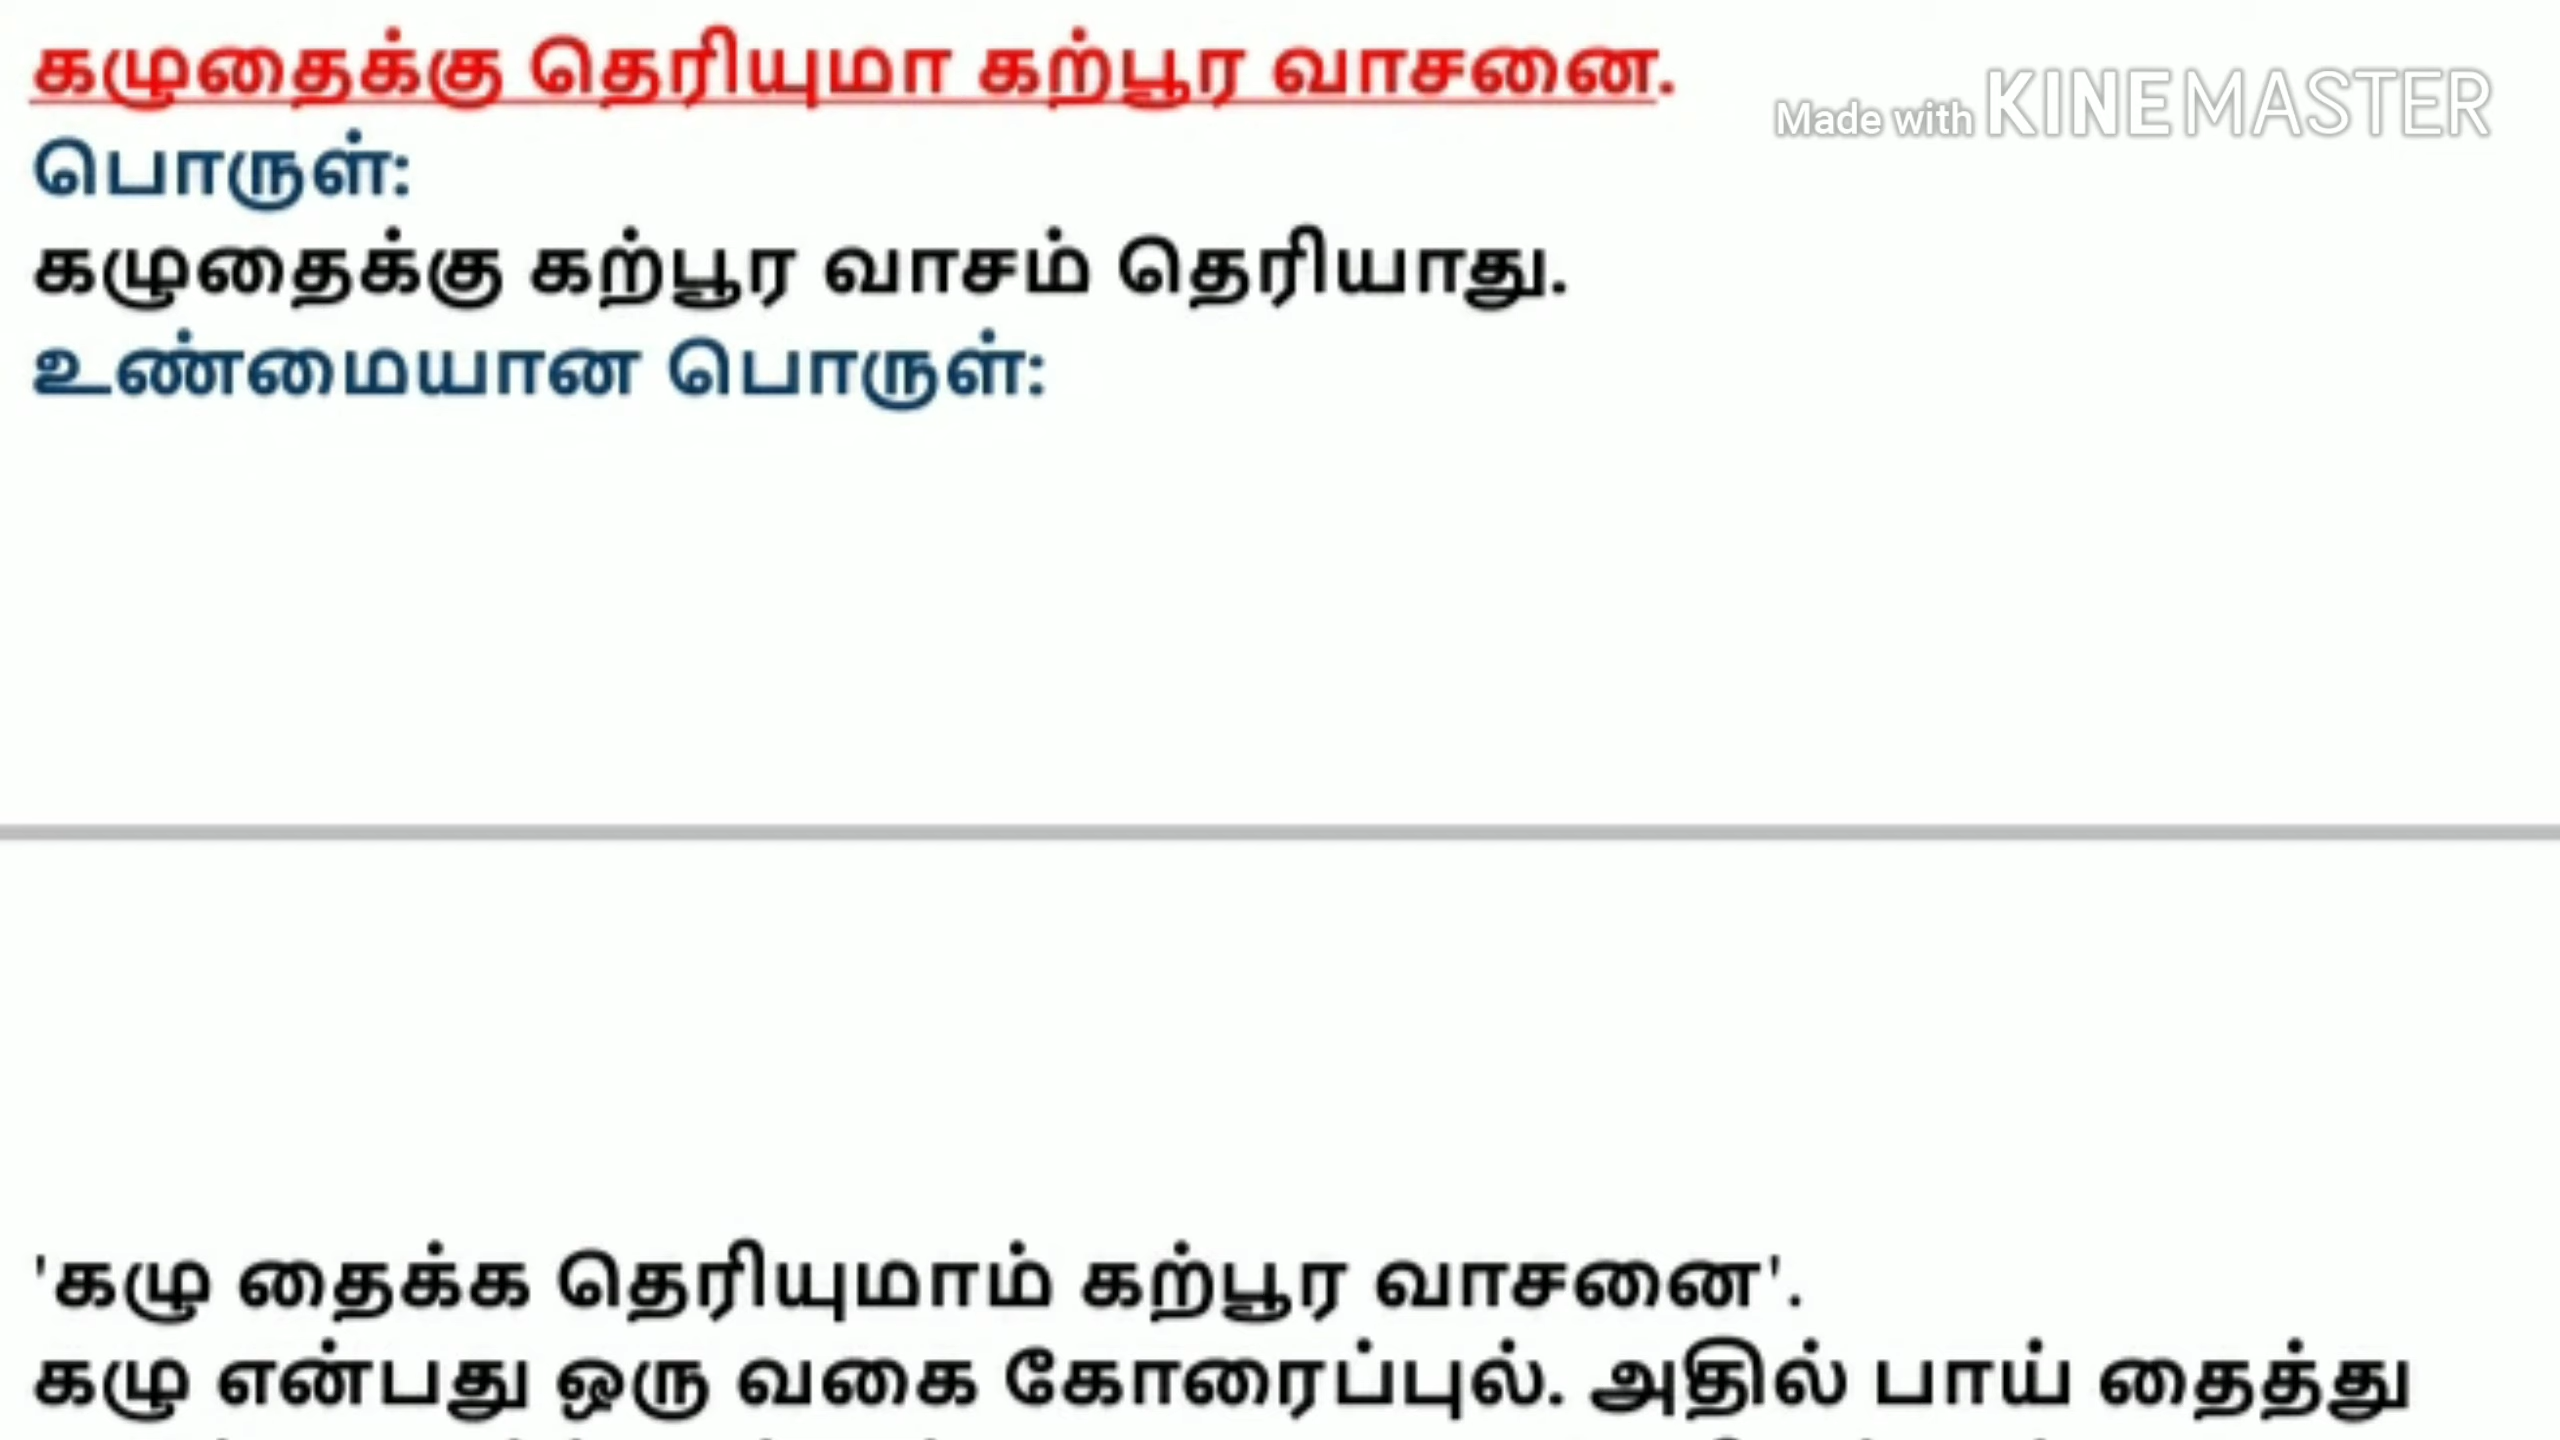 கழுதைக்கு தெரியுமா கற்பூர வாசனை.
Made with KINEMASTER
பொருள்:
கழுதைக்கு கற்பூர வாசம் தெரியாது.
உண்மையான பொருள்:
'கழு தைக்க தெரியுமாம் கற்பூர வாசனை'.
கழு என்பது ஒரு வகை கோரைப்புல். அதில் பாய் தைத்து